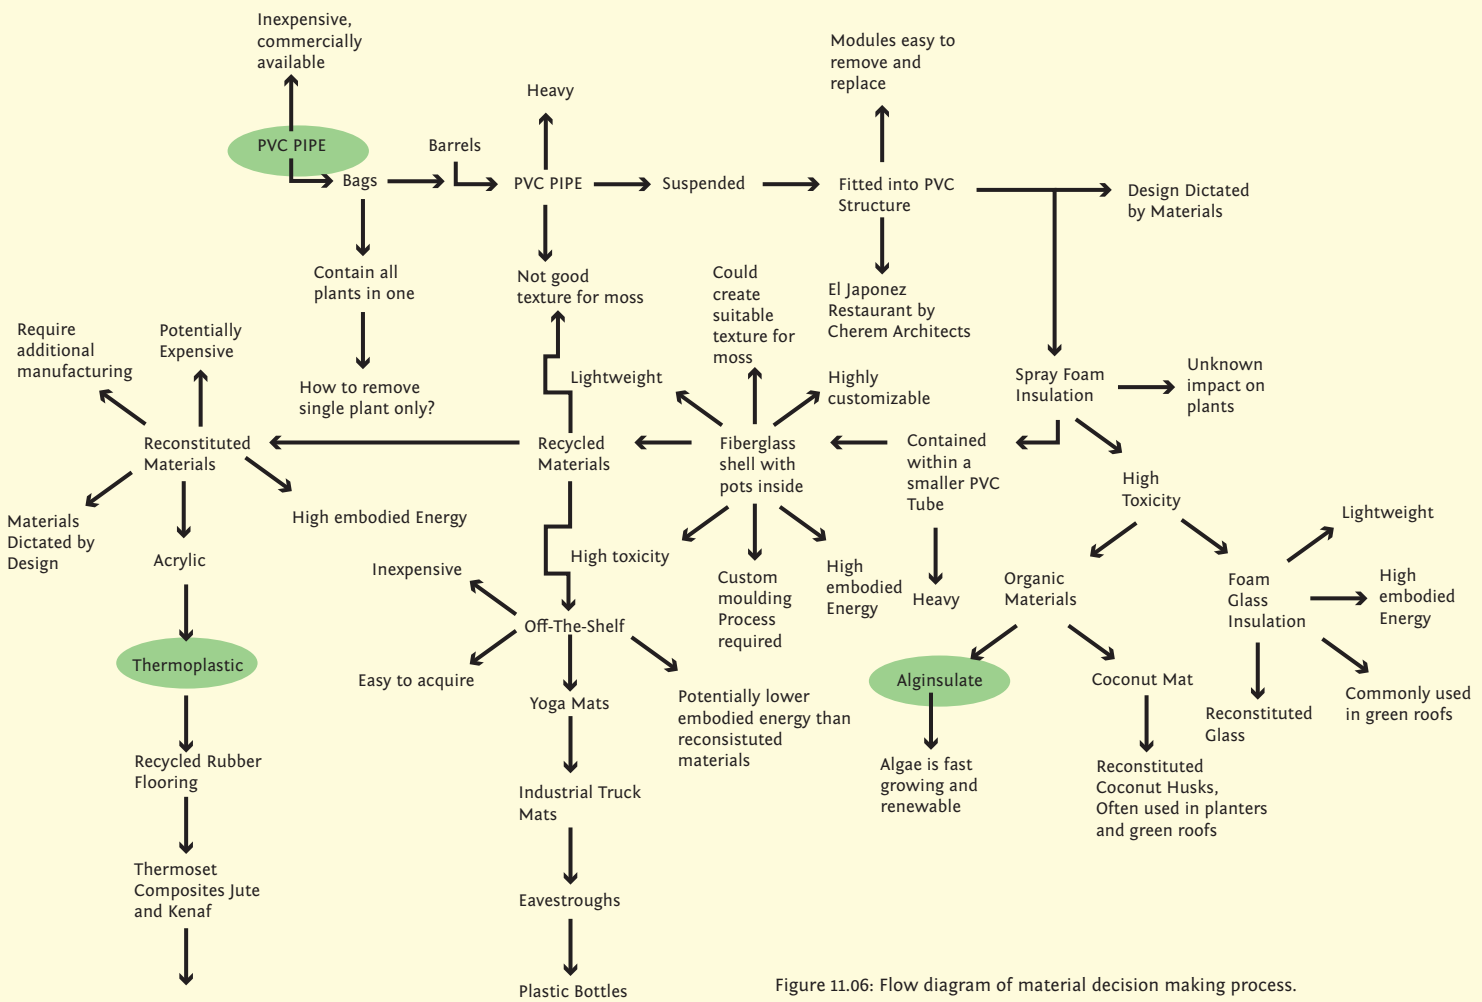 Inexpensive,
commercially
available
Modules easy to
remove and
replace
Heavy
PVC PIPE
Barrels
Bags
PVC PIPE
Suspended
Fitted into PVC
Structure
Design Dictated
by Materials
Contain all
plants in one
Not good
texture for moss
Could
create
suitable
texture for
moss
El Japonez
Restaurant by
Cherem Architects
Require
additional
manufacturing
Potentially
Expensive
How to remove
single plant only?
Lightweight
Highly
customizable
Spray Foam
Insulation
Unknown
impact on
plants
Reconstituted
Materials
Recycled
Materials
Fiberglass
shell with
pots inside
Contained
within a
smaller PVC
Tube
High
Toxicity
Materials
Dictated by
Design
High embodied Energy
Acrylic
Inexpensive
High toxicity
Custom
moulding
Process
required
High
embodied
Energy
Heavy
Organic
Materials
Foam
Glass
Insulation
Lightweight
High
embodied
Energy
Off-The-Shelf
Thermoplastic
Easy to acquire
Yoga Mats
Potentially lower
embodied energy than
reconsistuted
materials
Alginsulate
Coconut Mat
Reconstituted
Glass
Commonly used
in green roofs
Recycled Rubber
Flooring
Industrial Truck
Mats
Algae is fast
growing and
renewable
Reconstituted
Coconut Husks,
Often used in planters
and green roofs
Thermoset
Composites Jute
and Kenaf
Eavestroughs
Plastic Bottles
Figure 11.06: Flow diagram of material decision making process.